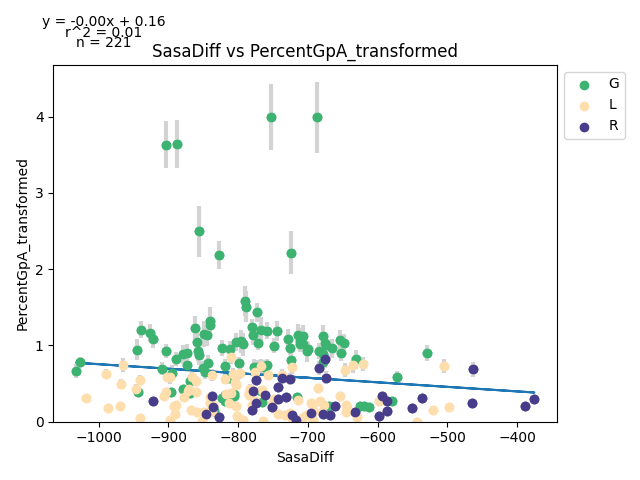 y = -0.00x + 0.16
r^2 = 0.01
n = 221
SasaDiff vs PercentGpA_transformed
G
L
R
PercentGpA_transformed
4
3
2
1
0
−1000 −900 −800 −700 −600 −500 −400
SasaDiff